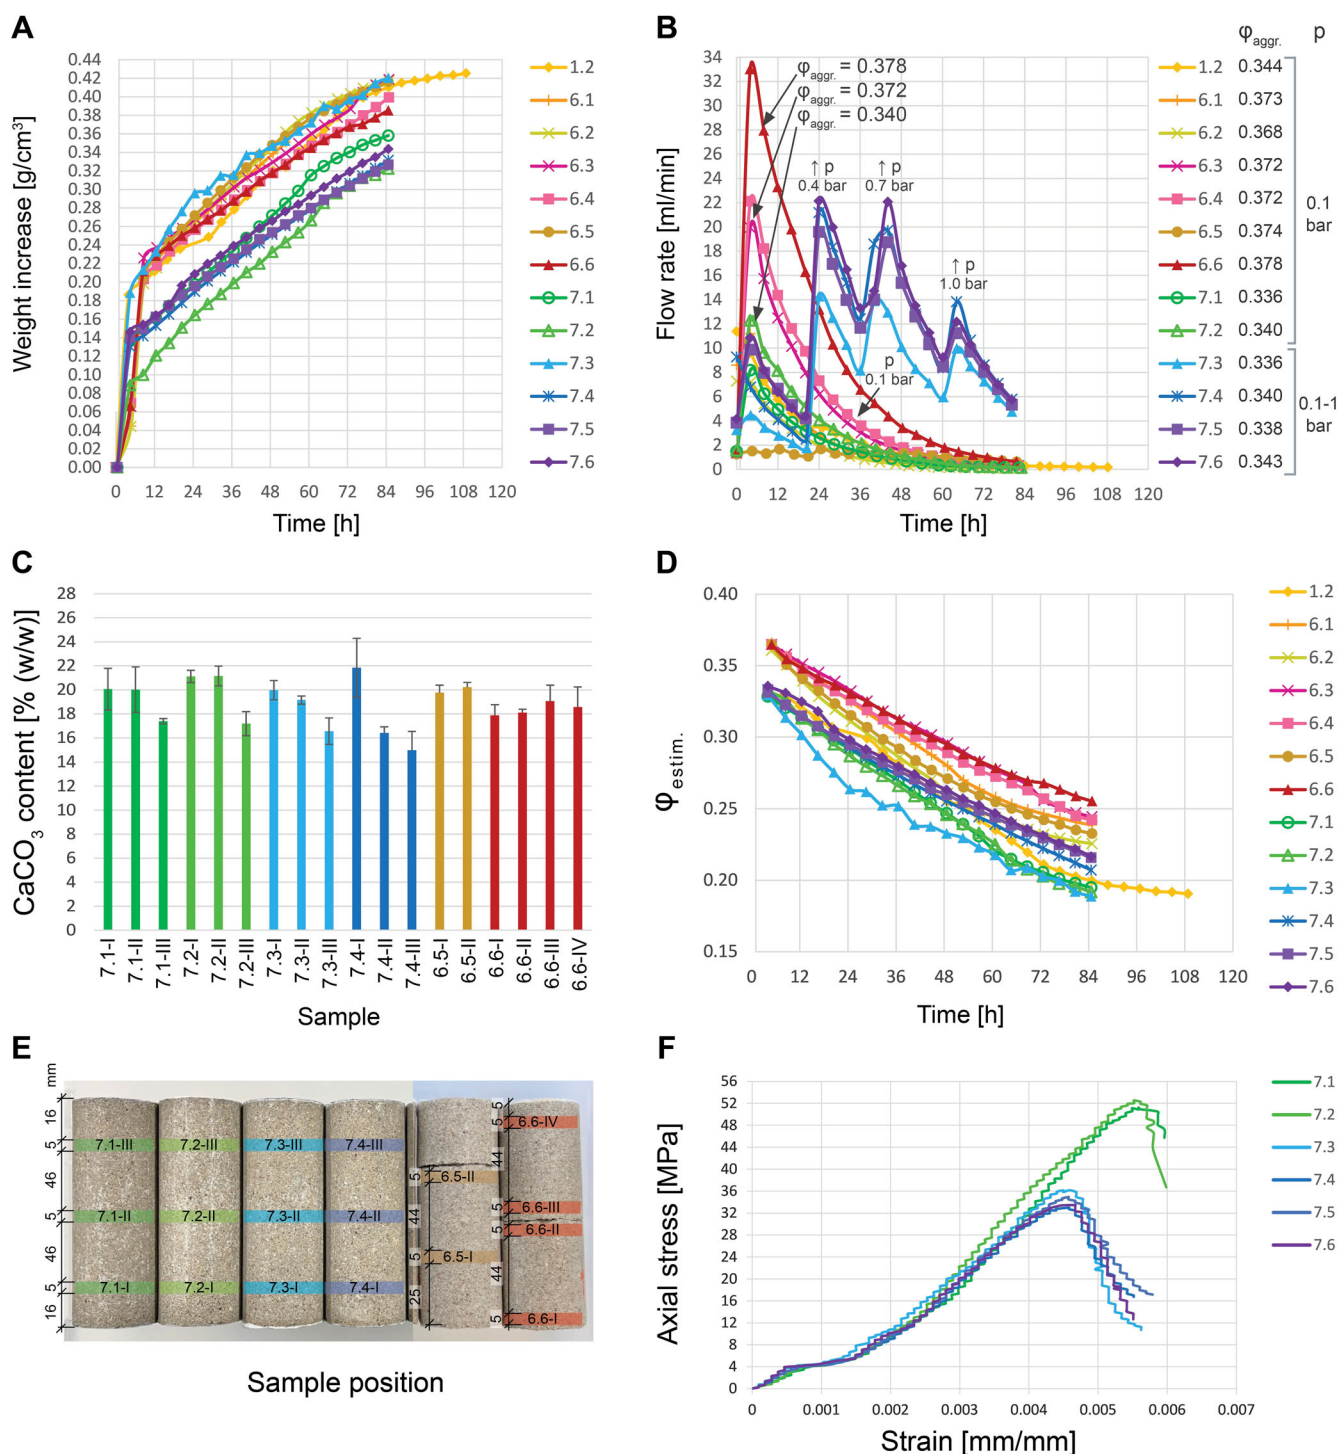 A
Weight increase [g/cm³]
0.44
0.42
0.40
0.38
0.36
0.34
0.32
0.30
0.28
0.26
0.24
0.22
0.20
0.18
0.16
0.14
0.12
0.10
0.08
0.06
0.04
0.02
0.00
0 12 24 36 48 60 72 84 96 108 120
Time [h]
1.2
6.1
6.2
6.3
6.4
6.5
6.6
7.1
7.2
7.3
7.4
7.5
7.6
B
Flow rate [ml/min]
34
32
30
28
26
24
22
20
18
16
14
12
10
8
6
4
2
0
0 12 24 36 48 60 72 84 96 108 120
Time [h]
φaggr. = 0.378
φaggr. = 0.372
φaggr. = 0.340
↑ p
0.4 bar
↑ p
0.7 bar
↑ p
1.0 bar
p
0.1 bar
φaggr. p
1.2 0.344
6.1 0.373
6.2 0.368
6.3 0.372
6.4 0.372
6.5 0.374
6.6 0.378
7.1 0.336
7.2 0.340
7.3 0.336
7.4 0.340
7.5 0.338
7.6 0.343
0.1
bar
0.1-1
bar
C
CaCO₃ content [% (w/w)]
28
26
24
22
20
18
16
14
12
10
8
6
4
2
0
7.1-I
7.1-II
7.1-III
7.2-I
7.2-II
7.2-III
7.3-I
7.3-II
7.3-III
7.4-I
7.4-II
7.4-III
6.5-I
6.5-II
6.6-I
6.6-II
6.6-III
6.6-IV
Sample
D
φestim.
0.40
0.35
0.30
0.25
0.20
0.15
0 12 24 36 48 60 72 84 96 108 120
Time [h]
1.2
6.1
6.2
6.3
6.4
6.5
6.6
7.1
7.2
7.3
7.4
7.5
7.6
E
mm
16
5
46
5
46
5
16
7.1-III 7.2-III 7.3-III 7.4-III
7.1-II 7.2-II 7.3-II 7.4-II
7.1-I 7.2-I 7.3-I 7.4-I
5
6.5-II
44
5
6.5-I
25
5
5
6.6-IV
44
5
6.6-III
5
6.6-II
44
5
6.6-I
Sample position
F
Axial stress [MPa]
56
52
48
44
40
36
32
28
24
20
16
12
8
4
0
0 0.001 0.002 0.003 0.004 0.005 0.006 0.007
Strain [mm/mm]
7.1
7.2
7.3
7.4
7.5
7.6